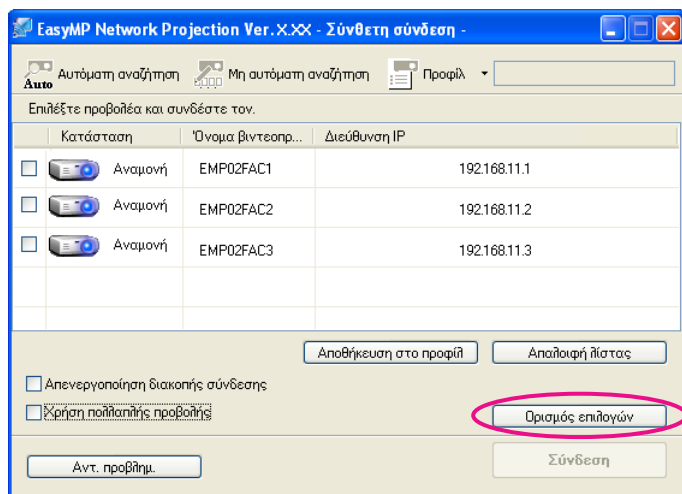 EasyMP Network Projection Ver.X.XX - Σύνθετη σύνδεση -
Auto Αυτόματη αναζήτηση Μη αυτόματη αναζήτηση Προφίλ
Επιλέξτε προβολέα και συνδέστε τον.
Κατάσταση Όνομα βιντεοπρ... Διεύθυνση IP
Αναμονή EMP02FAC1 192.168.11.1
Αναμονή EMP02FAC2 192.168.11.2
Αναμονή EMP02FAC3 192.168.11.3
Αποθήκευση στο προφίλ Απαλοιφή λίστας
Απενεργοποίηση διακοπής σύνδεσης
Χρήση πολλαπλής προβολής Ορισμός επιλογών
Αντ. προβλημ. Σύνδεση